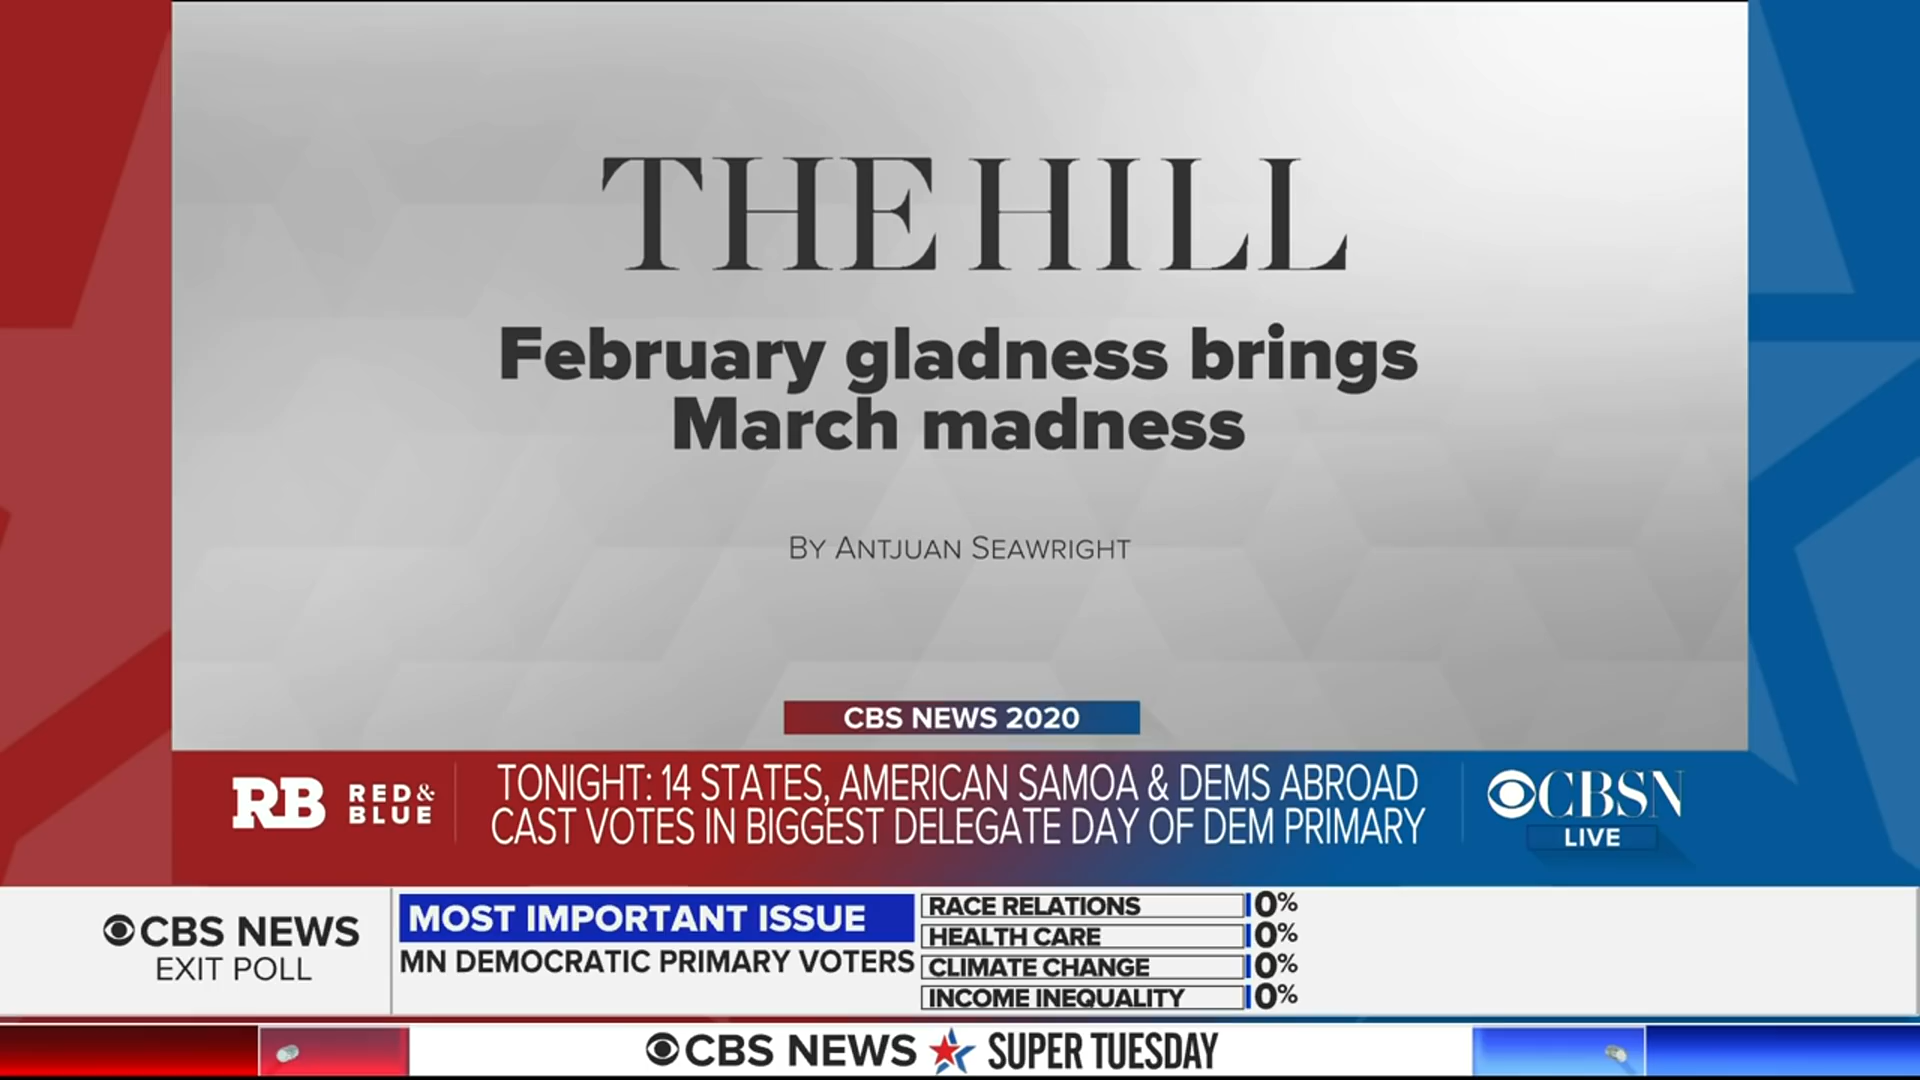 THE HILL
February gladness brings
March madness
BY ANTJUAN SEAWRIGHT
CBS NEWS 2020
RB RED & BLUE
TONIGHT: 14 STATES, AMERICAN SAMOA & DEMS ABROAD
CAST VOTES IN BIGGEST DELEGATE DAY OF DEM PRIMARY
CBSN
LIVE
CBS NEWS
EXIT POLL
MOST IMPORTANT ISSUE
MN DEMOCRATIC PRIMARY VOTERS
RACE RELATIONS 0%
HEALTH CARE 0%
CLIMATE CHANGE 0%
INCOME INEQUALITY 0%
CBS NEWS SUPER TUESDAY